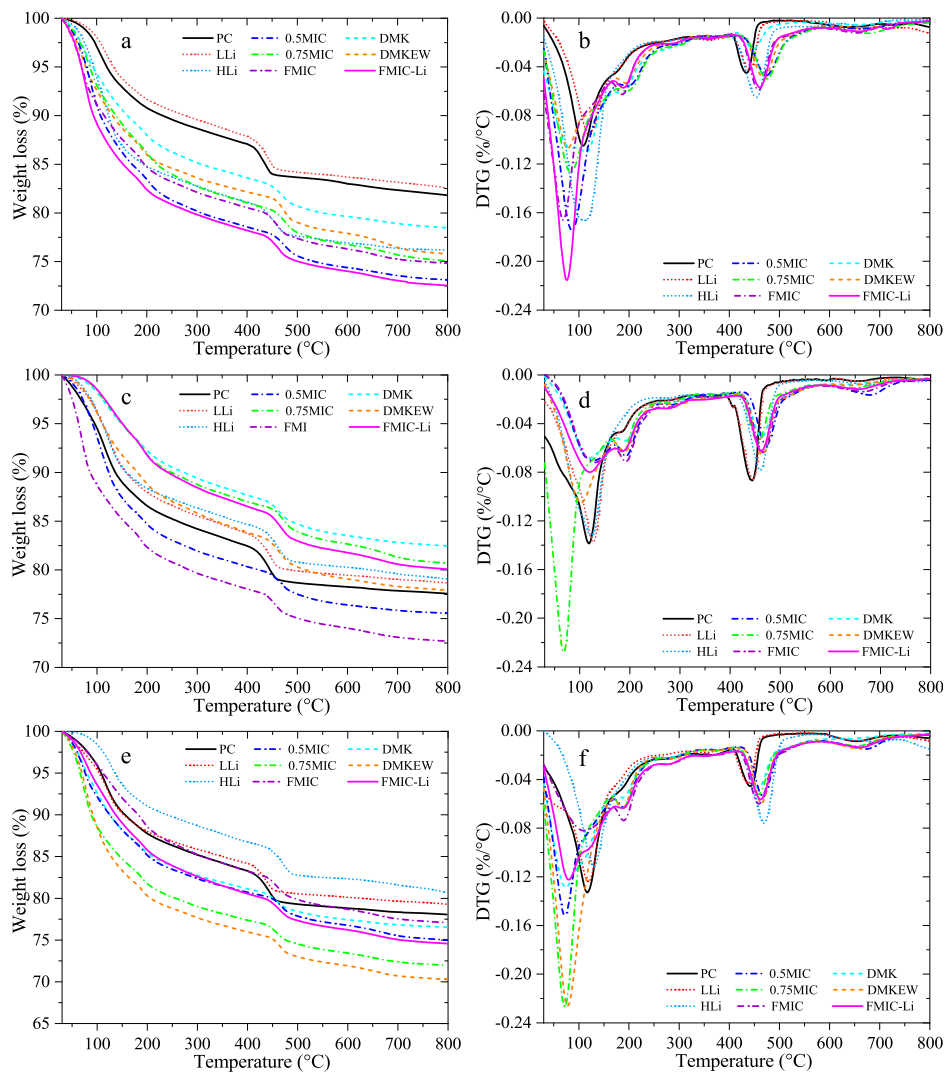 100
95
90
85
80
75
70
Weight loss (%)
a
PC 0.5MIC DMK
LLi 0.75MIC DMKEW
HLi FMIC FMIC-Li
100 200 300 400 500 600 700 800
Temperature (°C)
0.00
-0.04
-0.08
-0.12
-0.16
-0.20
-0.24
DTG (%/°C)
b
PC 0.5MIC DMK
LLi 0.75MIC DMKEW
HLi FMIC FMIC-Li
100 200 300 400 500 600 700 800
Temperature (°C)
100
95
90
85
80
75
70
Weight loss (%)
c
PC 0.5MIC DMK
LLi 0.75MIC DMKEW
HLi FMI FMIC-Li
100 200 300 400 500 600 700 800
Temperature (°C)
0.00
-0.04
-0.08
-0.12
-0.16
-0.20
-0.24
DTG (%/°C)
d
PC 0.5MIC DMK
LLi 0.75MIC DMKEW
HLi FMIC FMIC-Li
100 200 300 400 500 600 700 800
Temperature (°C)
100
95
90
85
80
75
70
65
Weight loss (%)
e
PC 0.5MIC DMK
LLi 0.75MIC DMKEW
HLi FMIC FMIC-Li
100 200 300 400 500 600 700 800
Temperature (°C)
0.00
-0.04
-0.08
-0.12
-0.16
-0.20
-0.24
DTG (%/°C)
f
PC 0.5MIC DMK
LLi 0.75MIC DMKEW
HLi FMIC FMIC-Li
100 200 300 400 500 600 700 800
Temperature (°C)